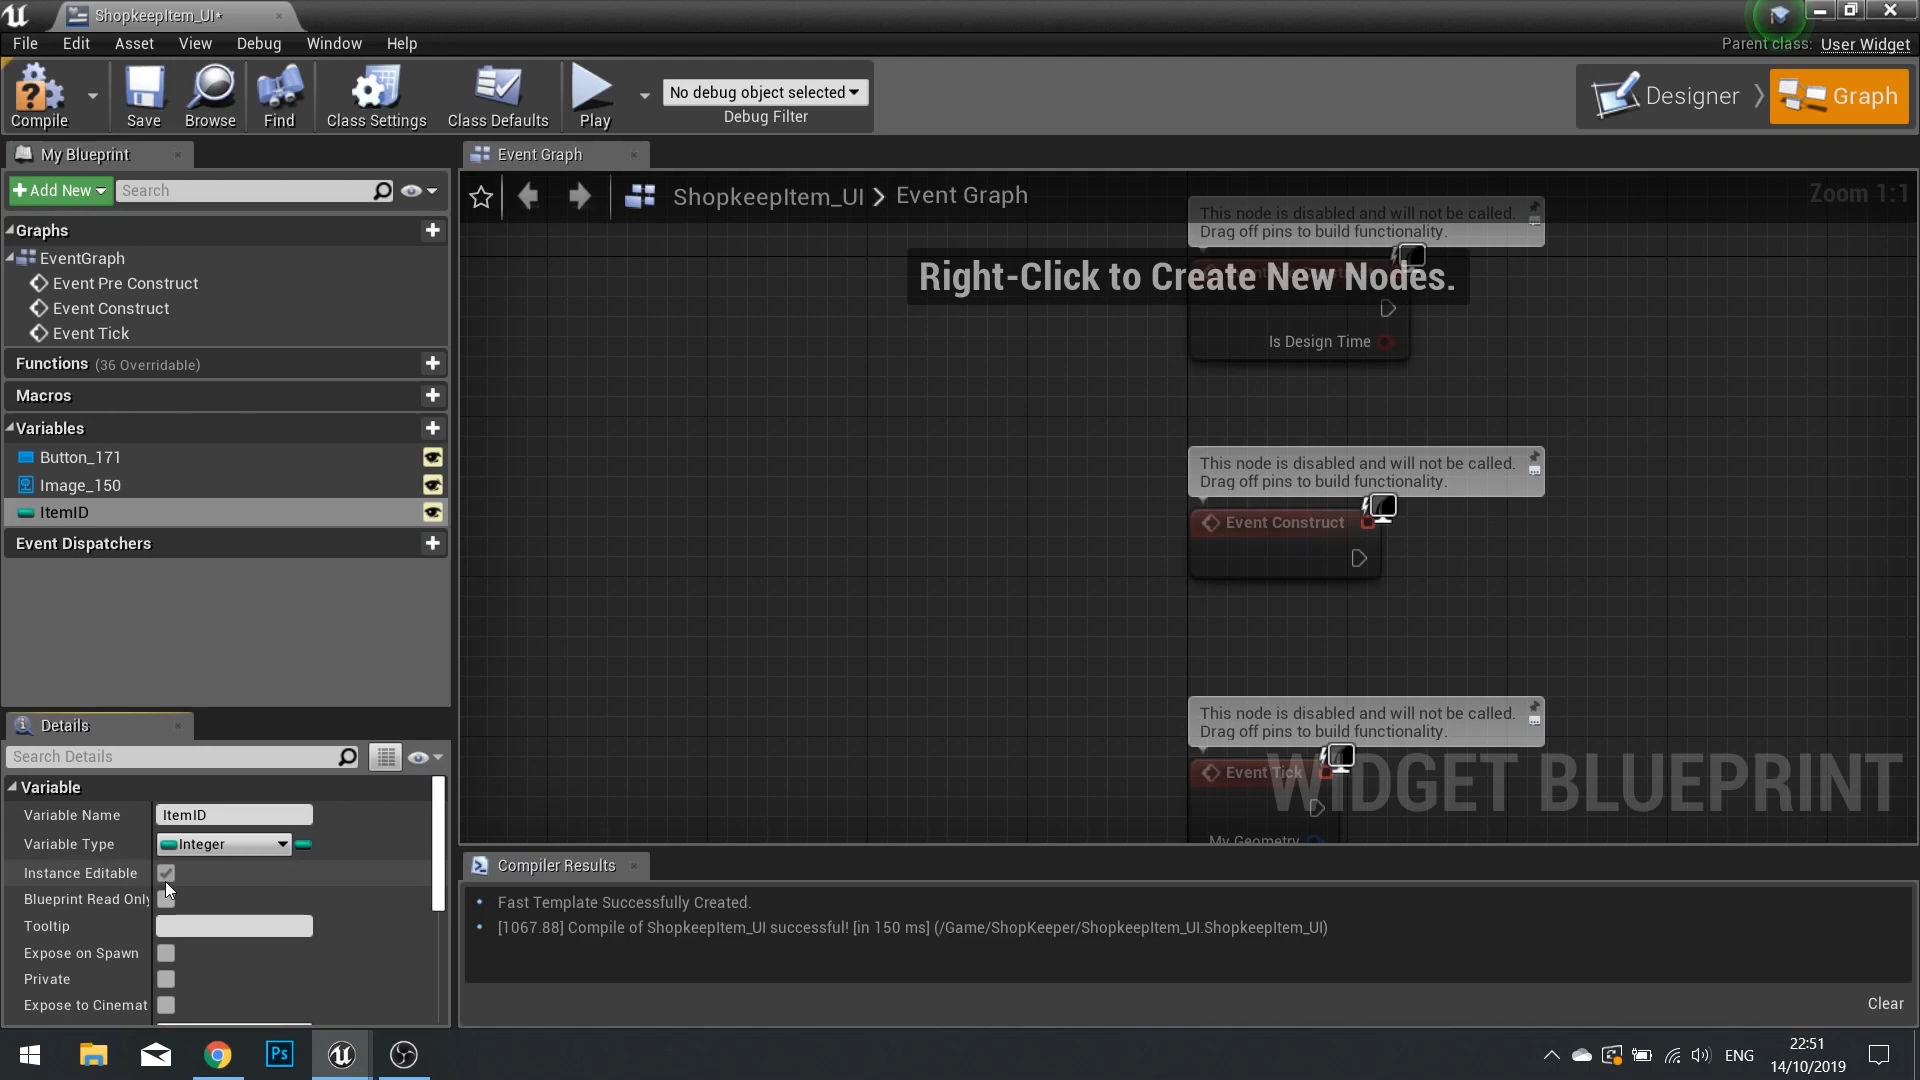 ShopkeepItem_UI*
File Edit Asset View Debug Window Help
Parent class: User Widget
Compile
Save
Browse
Find
Class Settings
Class Defaults
Play
No debug object selected
Debug Filter
Designer
Graph
My Blueprint
Event Graph
Add New
Search
ShopkeepItem_UI
Event Graph
Zoom 1:1
Graphs
EventGraph
Event Pre Construct
Event Construct
Event Tick
Functions (36 Overridable)
Macros
Variables
Button_171
Image_150
ItemID
Event Dispatchers
This node is disabled and will not be called.
Drag off pins to build functionality.
Right-Click to Create New Nodes.
Is Design Time
This node is disabled and will not be called.
Drag off pins to build functionality.
Event Construct
This node is disabled and will not be called.
Drag off pins to build functionality.
Event Tick
My Geometry
WIDGET BLUEPRINT
Details
Search Details
Variable
Variable Name ItemID
Variable Type Integer
Instance Editable
Blueprint Read Only
Tooltip
Expose on Spawn
Private
Expose to Cinemat
Compiler Results
Fast Template Successfully Created.
[1067.88] Compile of ShopkeepItem_UI successful! [in 150 ms] (/Game/ShopKeeper/ShopkeepItem_UI.ShopkeepItem_UI)
Clear
Ps
ENG
22:51
14/10/2019